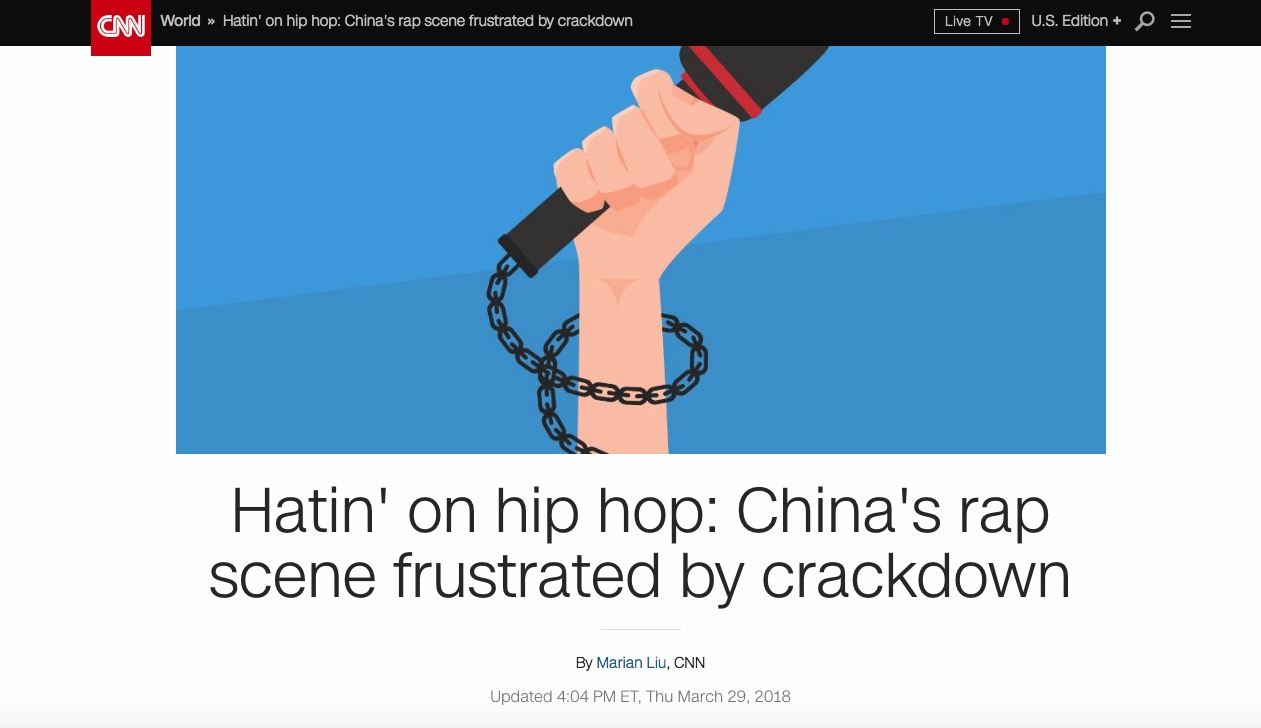 CNN World » Hatin' on hip hop: China's rap scene frustrated by crackdown Live TV U.S. Edition +
Hatin' on hip hop: China's rap
scene frustrated by crackdown
By Marian Liu, CNN
Updated 4:04 PM ET, Thu March 29, 2018